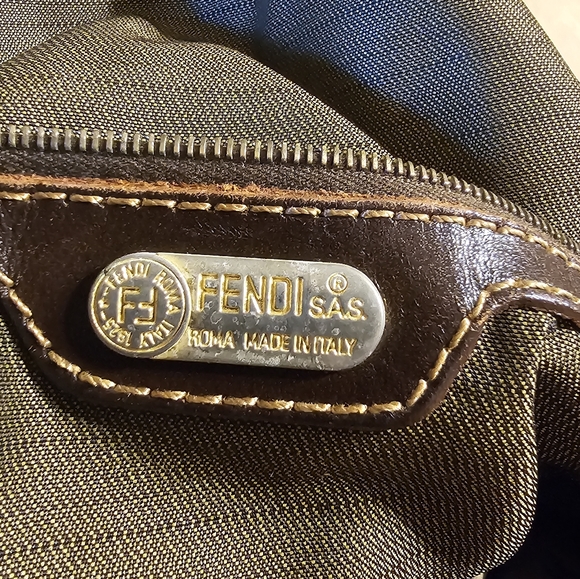 FENDI ROMA ITALY 1925
FF
FENDI ® S.A.S.
ROMA MADE IN ITALY